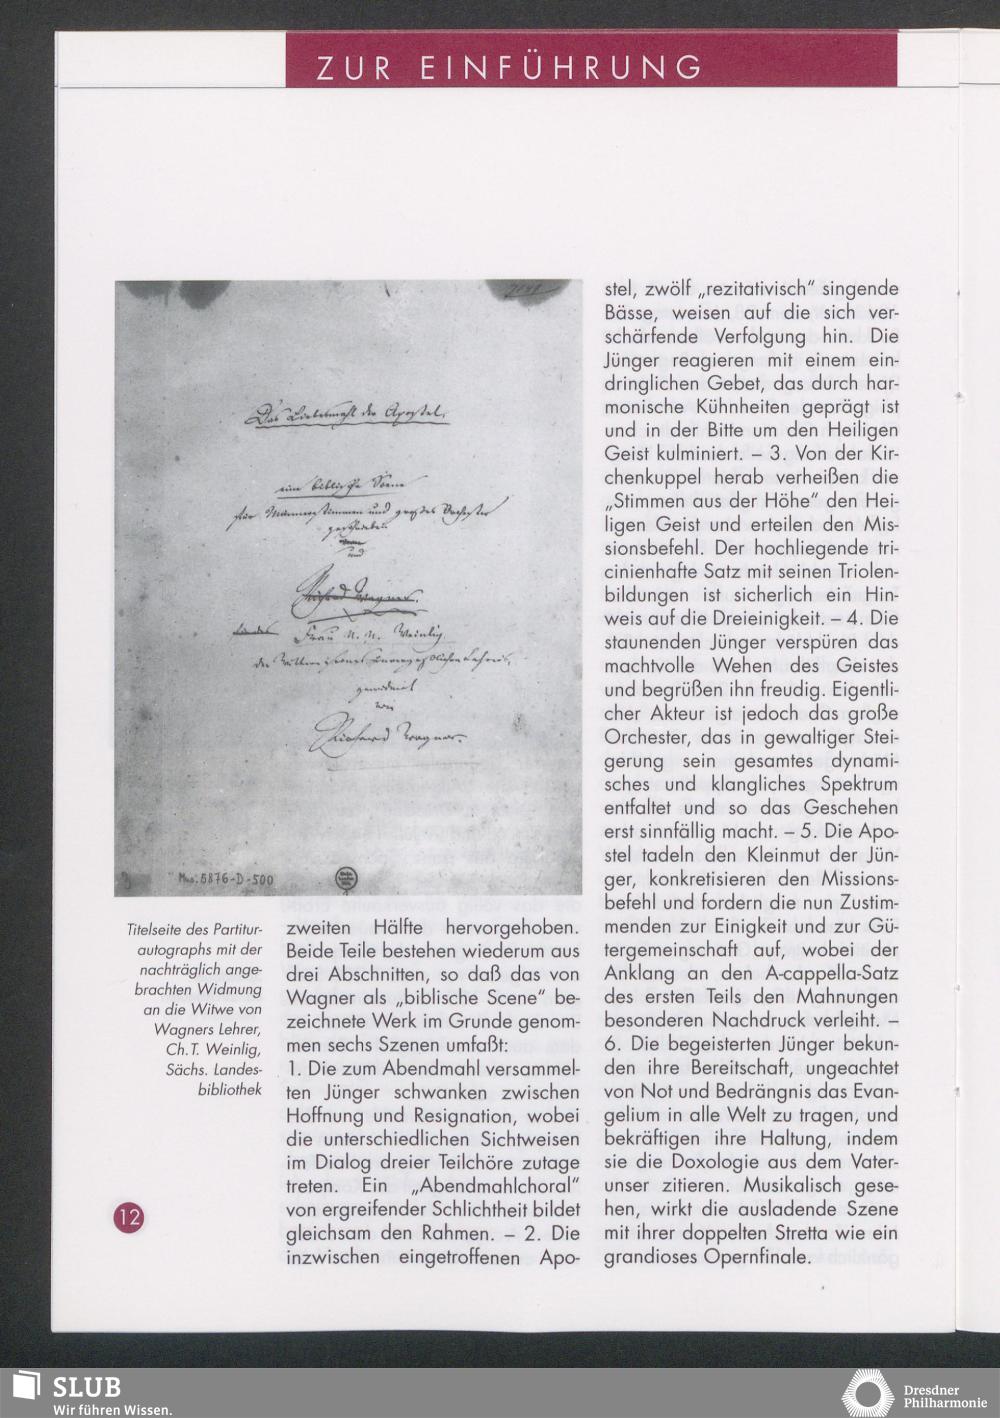 ZUR EINFÜHRUNG
Das Liebesmahl der Apostel.
eine biblische Scene
für Männerstimmen und großes Orchester
und
Richard Wagner.
Frau N. N. Weinlig
der Wittwe seines unvergeßlichen Lehrers,
gewidmet
von
Richard Wagner.
Mus. 5876-D-500
Titelseite des Partitur-
autographs mit der
nachträglich ange-
brachten Widmung
an die Witwe von
Wagners Lehrer,
Ch. T. Weinlig,
Sächs. Landes-
bibliothek
12
zweiten Hälfte hervorgehoben.
Beide Teile bestehen wiederum aus
drei Abschnitten, so daß das von
Wagner als „biblische Scene“ be-
zeichnete Werk im Grunde genom-
men sechs Szenen umfaßt:
1. Die zum Abendmahl versammel-
ten Jünger schwanken zwischen
Hoffnung und Resignation, wobei
die unterschiedlichen Sichtweisen
im Dialog dreier Teilchöre zutage
treten. Ein „Abendmahlchoral“
von ergreifender Schlichtheit bildet
gleichsam den Rahmen. – 2. Die
inzwischen eingetroffenen Apo-
stel, zwölf „rezitativisch“ singende
Bässe, weisen auf die sich ver-
schärfende Verfolgung hin. Die
Jünger reagieren mit einem ein-
dringlichen Gebet, das durch har-
monische Kühnheiten geprägt ist
und in der Bitte um den Heiligen
Geist kulminiert. – 3. Von der Kir-
chenkuppel herab verheißen die
„Stimmen aus der Höhe“ den Hei-
ligen Geist und erteilen den Mis-
sionsbefehl. Der hochliegende tri-
cinienhafte Satz mit seinen Triolen-
bildungen ist sicherlich ein Hin-
weis auf die Dreieinigkeit. – 4. Die
staunenden Jünger verspüren das
machtvolle Wehen des Geistes
und begrüßen ihn freudig. Eigentli-
cher Akteur ist jedoch das große
Orchester, das in gewaltiger Stei-
gerung sein gesamtes dynami-
sches und klangliches Spektrum
entfaltet und so das Geschehen
erst sinnfällig macht. – 5. Die Apo-
stel tadeln den Kleinmut der Jün-
ger, konkretisieren den Missions-
befehl und fordern die nun Zustim-
menden zur Einigkeit und zur Gü-
tergemeinschaft auf, wobei der
Anklang an den A-cappella-Satz
des ersten Teils den Mahnungen
besonderen Nachdruck verleiht. –
6. Die begeisterten Jünger bekun-
den ihre Bereitschaft, ungeachtet
von Not und Bedrängnis das Evan-
gelium in alle Welt zu tragen, und
bekräftigen ihre Haltung, indem
sie die Doxologie aus dem Vater-
unser zitieren. Musikalisch gese-
hen, wirkt die ausladende Szene
mit ihrer doppelten Stretta wie ein
grandioses Opernfinale.
SLUB
Wir führen Wissen.
Dresdner
Philharmonie